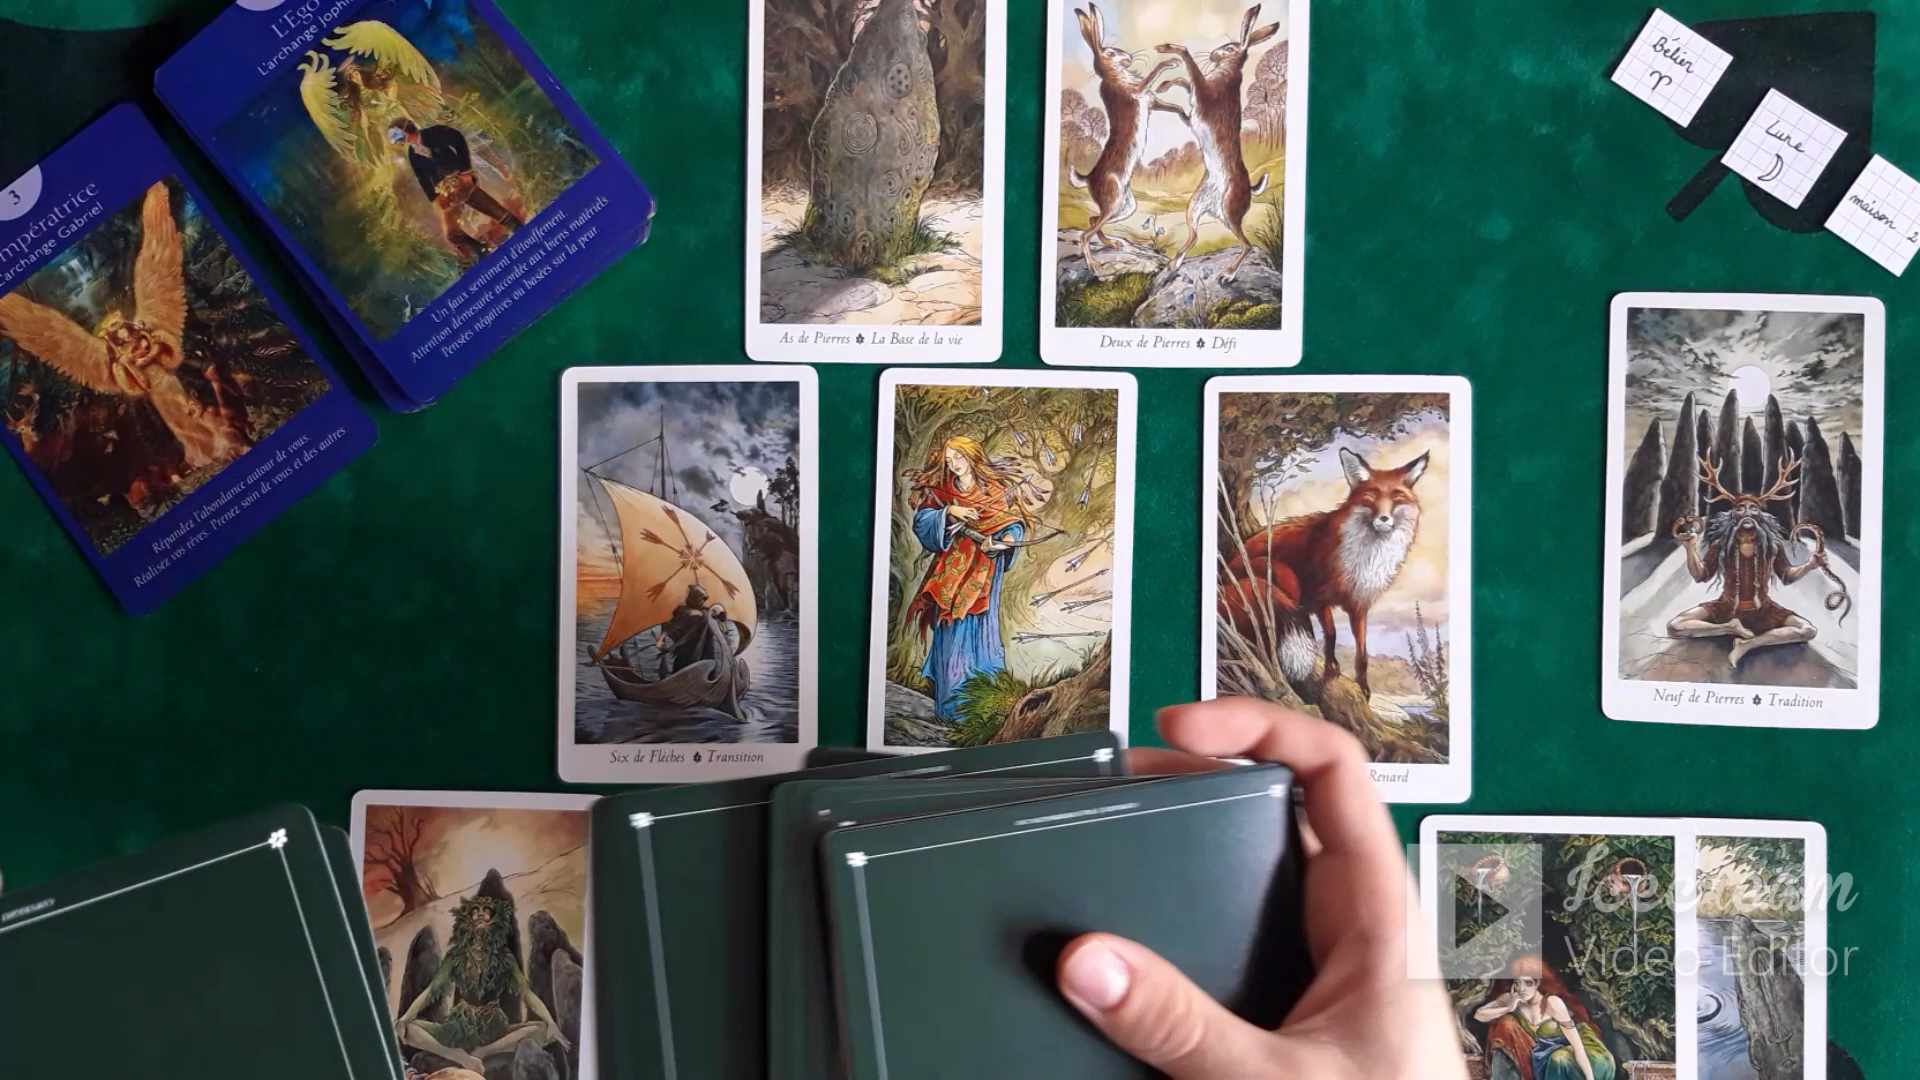 L'Ego
L'archange Joph
Un faux sentiment d'étouffement.
Attention démesurée accordée aux biens matériels.
Pensées négatives ou basées sur la peur.
3
mpératrice
L'archange Gabriel
Répandez l'abondance autour de vous.
Réalisez vos rêves. Prenez soin de vous et des autres.
As de Pierres La Base de la vie
Deux de Pierres Défi
Bélier
♈
Lune
☽
maison 2
Neuf de Pierres Tradition
Six de Flèches Transition
Renard
Icecream
Video Editor